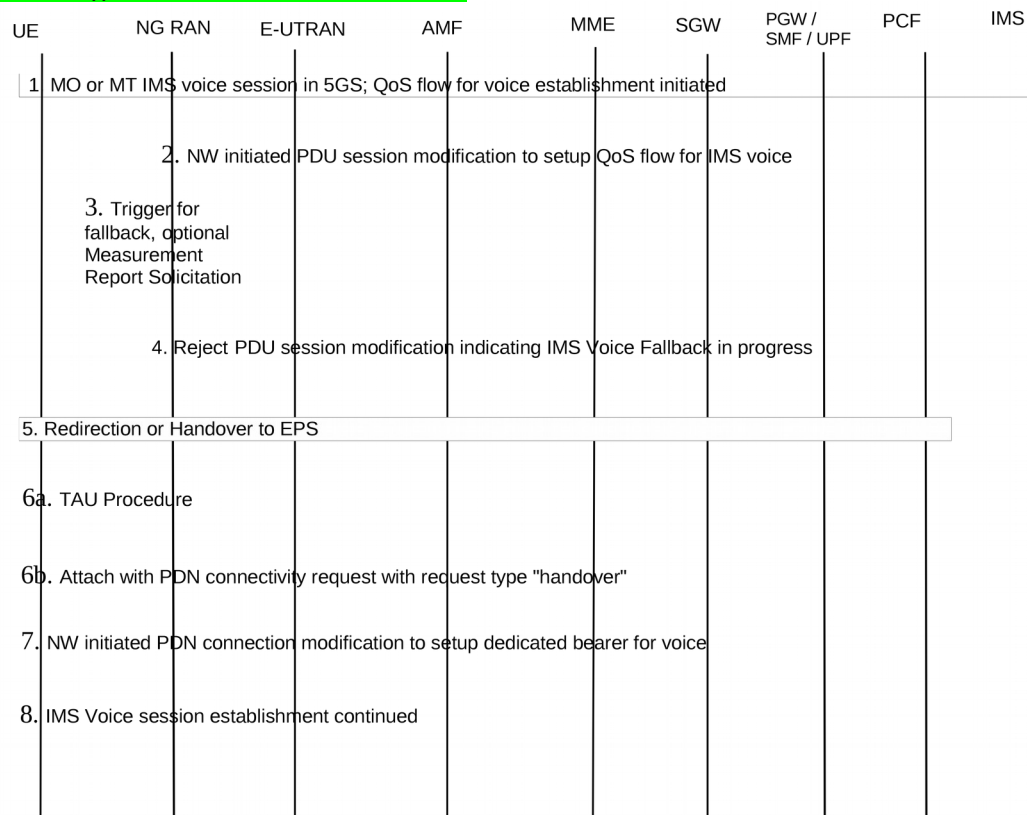 UE NG RAN E-UTRAN AMF MME SGW PGW / PCF IMS
SMF / UPF
1 MO or MT IMS voice session in 5GS; QoS flow for voice establishment initiated
2. NW initiated PDU session modification to setup QoS flow for IMS voice
3. Trigger for
fallback, optional
Measurement
Report Solicitation
4. Reject PDU session modification indicating IMS Voice Fallback in progress
5. Redirection or Handover to EPS
6a. TAU Procedure
6b. Attach with PDN connectivity request with request type "handover"
7. NW initiated PDN connection modification to setup dedicated bearer for voice
8. IMS Voice session establishment continued